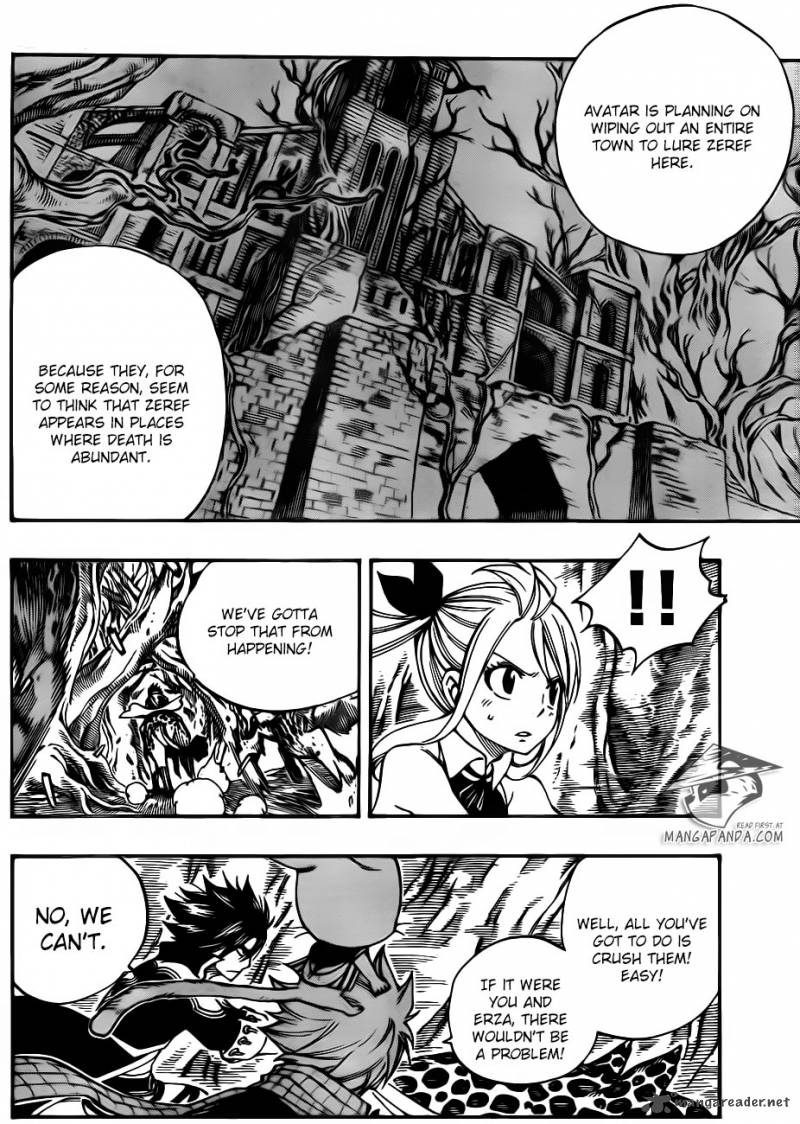 AVATAR IS PLANNING ON
WIPING OUT AN ENTIRE
TOWN TO LURE ZEREF
HERE.
BECAUSE THEY, FOR
SOME REASON, SEEM
TO THINK THAT ZEREF
APPEARS IN PLACES
WHERE DEATH IS
ABUNDANT.
!!
WE'VE GOTTA
STOP THAT FROM
HAPPENING!
READ FIRST AT
MANGAPANDA.COM
WELL, ALL YOU'VE
GOT TO DO IS
CRUSH THEM!
EASY!
IF IT WERE
YOU AND
ERZA, THERE
WOULDN'T BE
A PROBLEM!
NO, WE
CAN'T.
mangareader.net